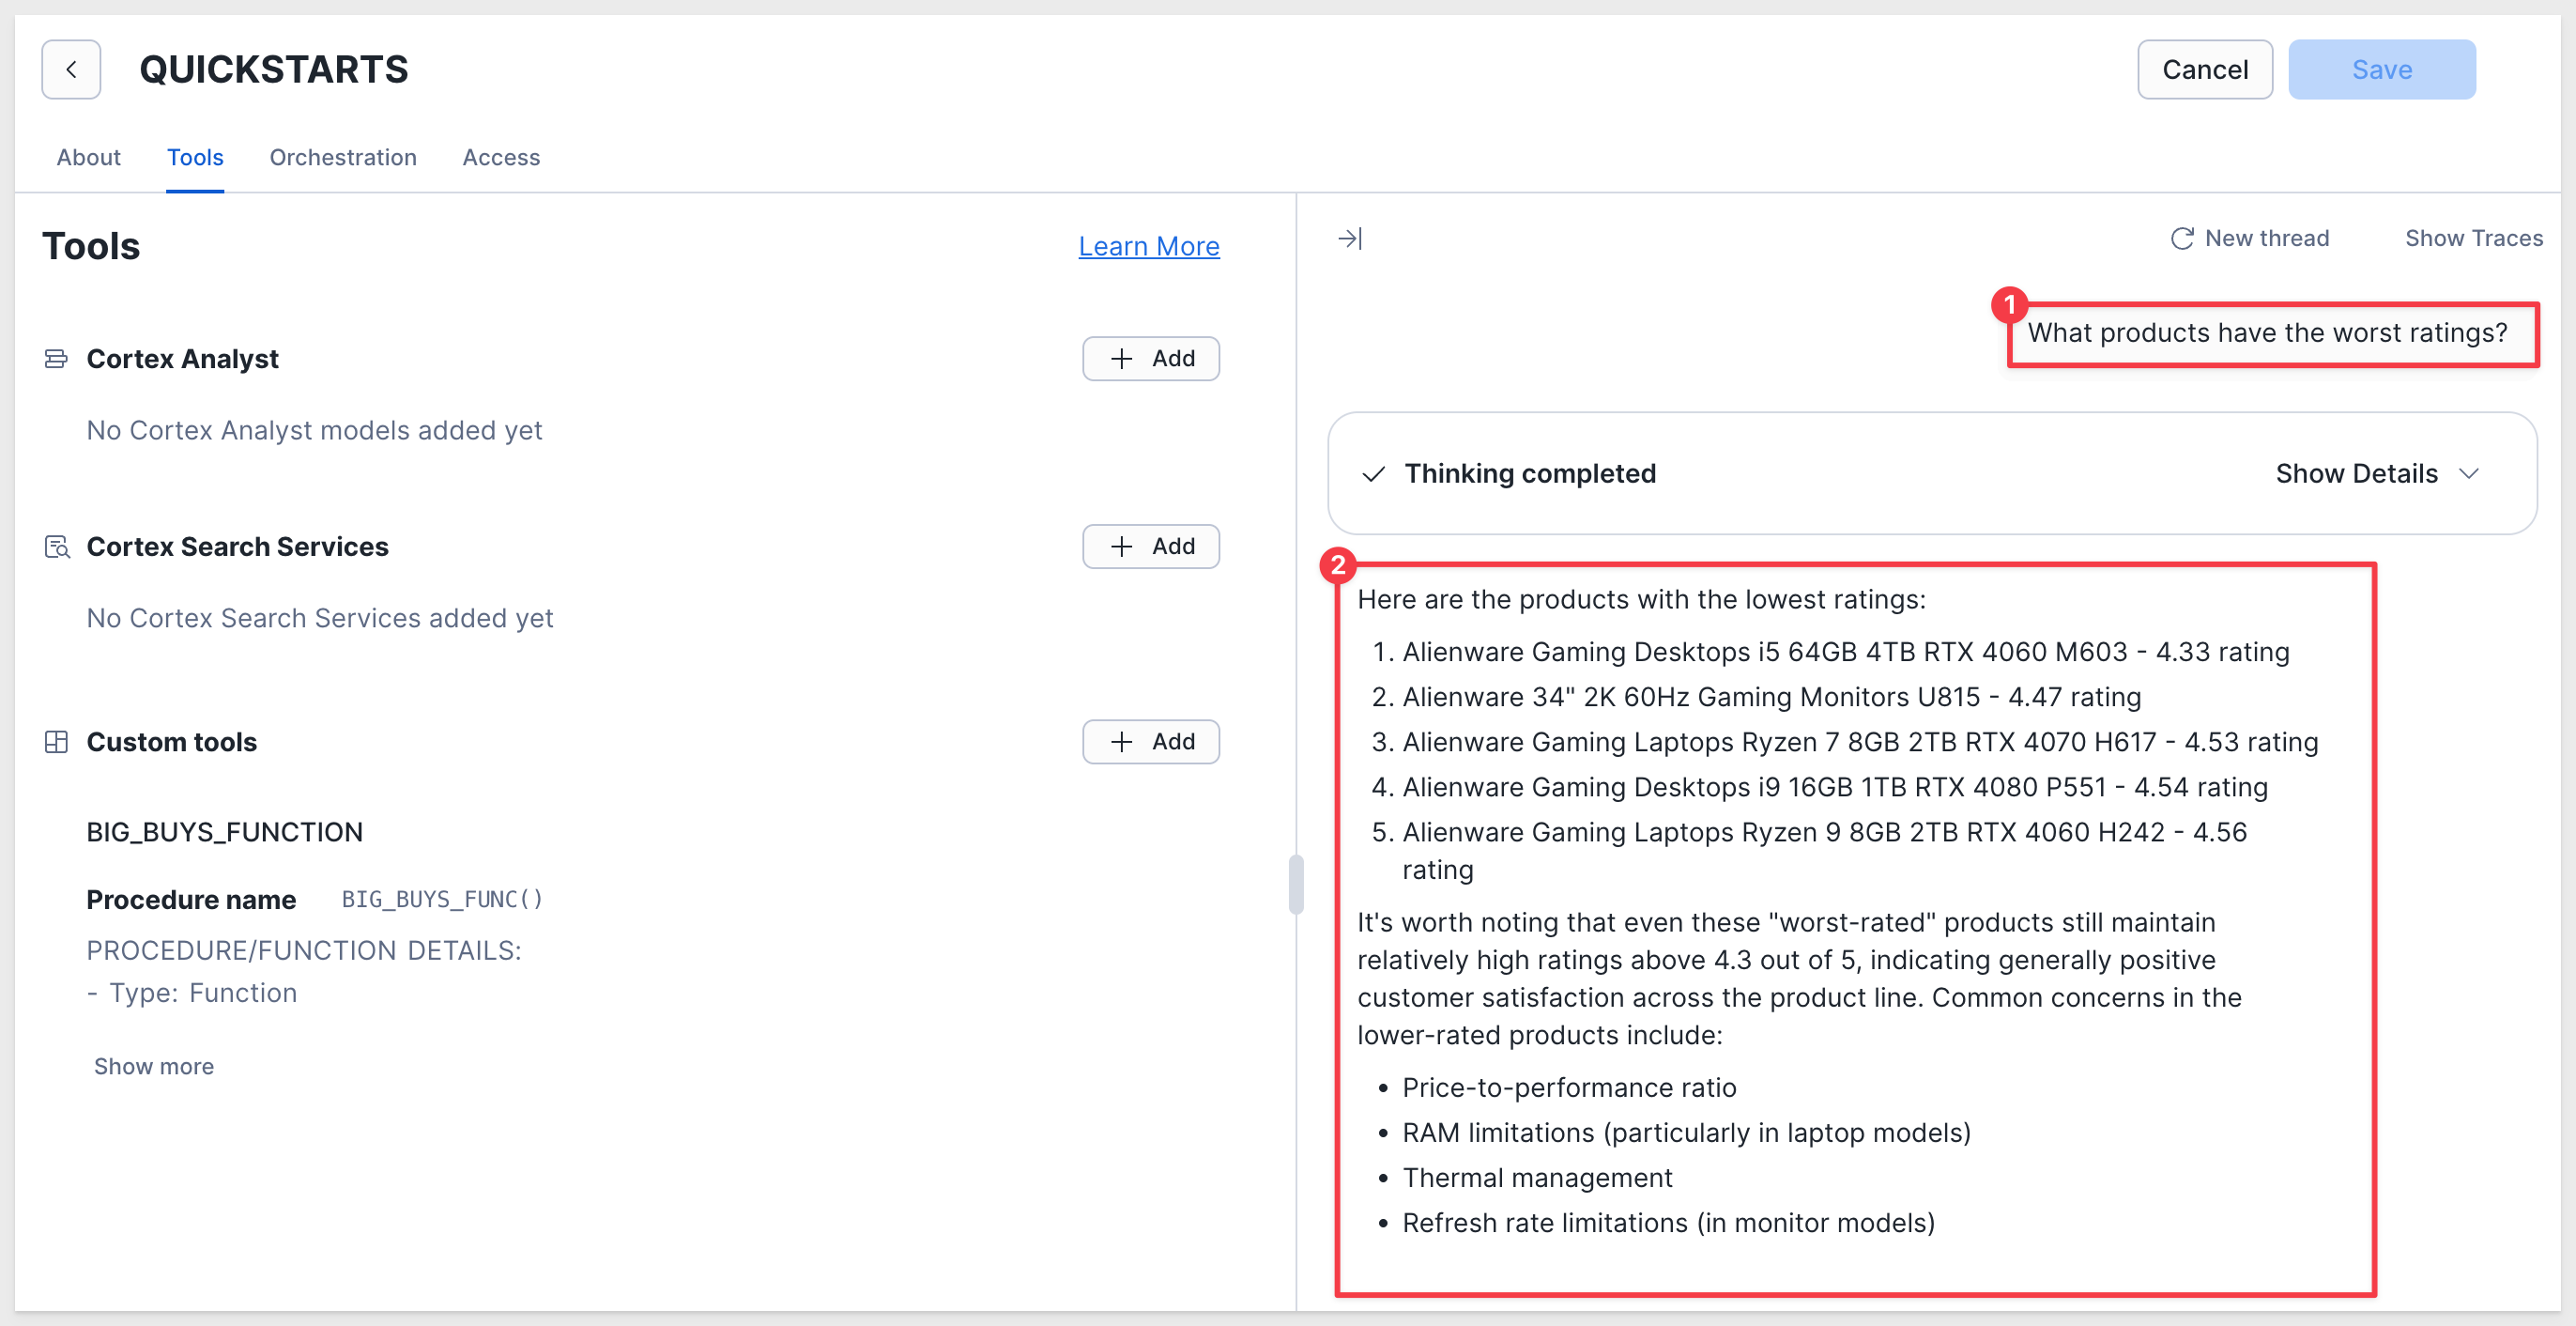 QUICKSTARTS
Cancel
Save
About
Tools
Orchestration
Access
Tools
Learn More
Cortex Analyst
Add
No Cortex Analyst models added yet
Cortex Search Services
Add
No Cortex Search Services added yet
Custom tools
Add
BIG_BUYS_FUNCTION
Procedure name BIG_BUYS_FUNC()
PROCEDURE/FUNCTION DETAILS:
- Type: Function
Show more
New thread
Show Traces
1
What products have the worst ratings?
Thinking completed
Show Details
2
Here are the products with the lowest ratings:
1. Alienware Gaming Desktops i5 64GB 4TB RTX 4060 M603 - 4.33 rating
2. Alienware 34" 2K 60Hz Gaming Monitors U815 - 4.47 rating
3. Alienware Gaming Laptops Ryzen 7 8GB 2TB RTX 4070 H617 - 4.53 rating
4. Alienware Gaming Desktops i9 16GB 1TB RTX 4080 P551 - 4.54 rating
5. Alienware Gaming Laptops Ryzen 9 8GB 2TB RTX 4060 H242 - 4.56
rating
It's worth noting that even these "worst-rated" products still maintain
relatively high ratings above 4.3 out of 5, indicating generally positive
customer satisfaction across the product line. Common concerns in the
lower-rated products include:
• Price-to-performance ratio
• RAM limitations (particularly in laptop models)
• Thermal management
• Refresh rate limitations (in monitor models)